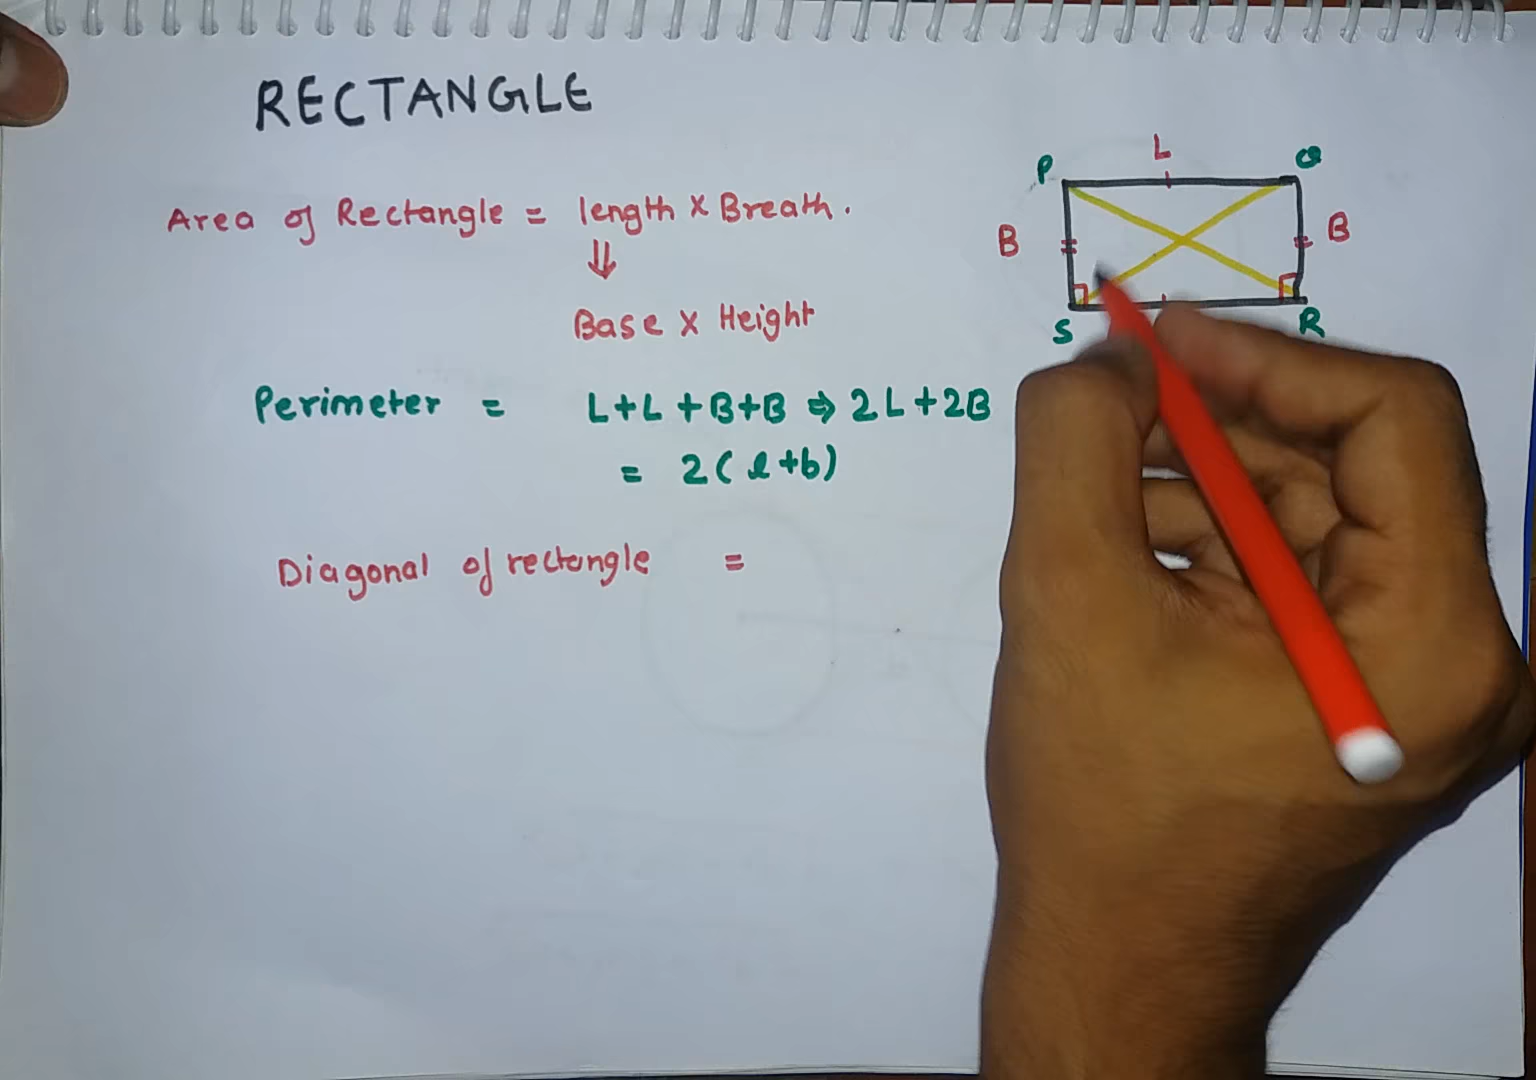 RECTANGLE
Area of Rectangle = length x Breath.
⇓
Base x Height
Perimeter = L+L+B+B ⇒ 2L+2B
= 2(l+b)
Diagonal of rectangle =
L
P Q
B B
S R